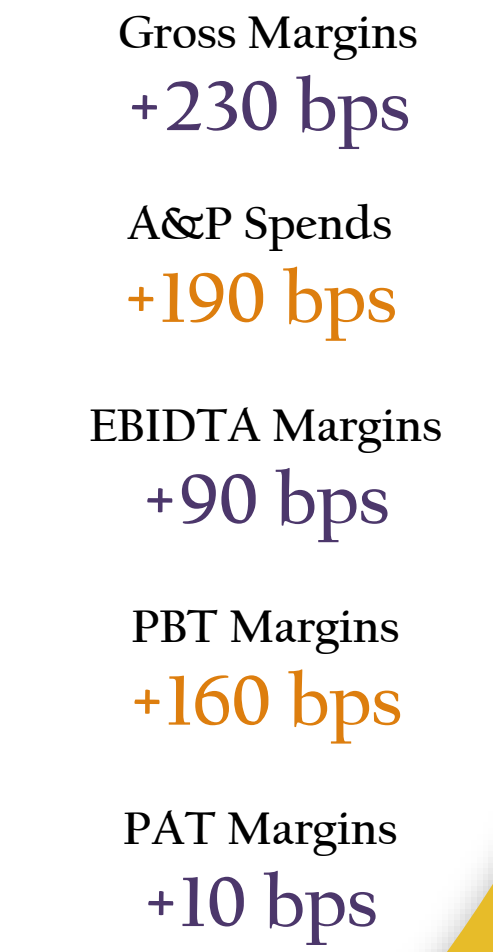 Gross Margins
+230 bps
A&P Spends
+190 bps
EBIDTA Margins
+90 bps
PBT Margins
+160 bps
PAT Margins
+10 bps